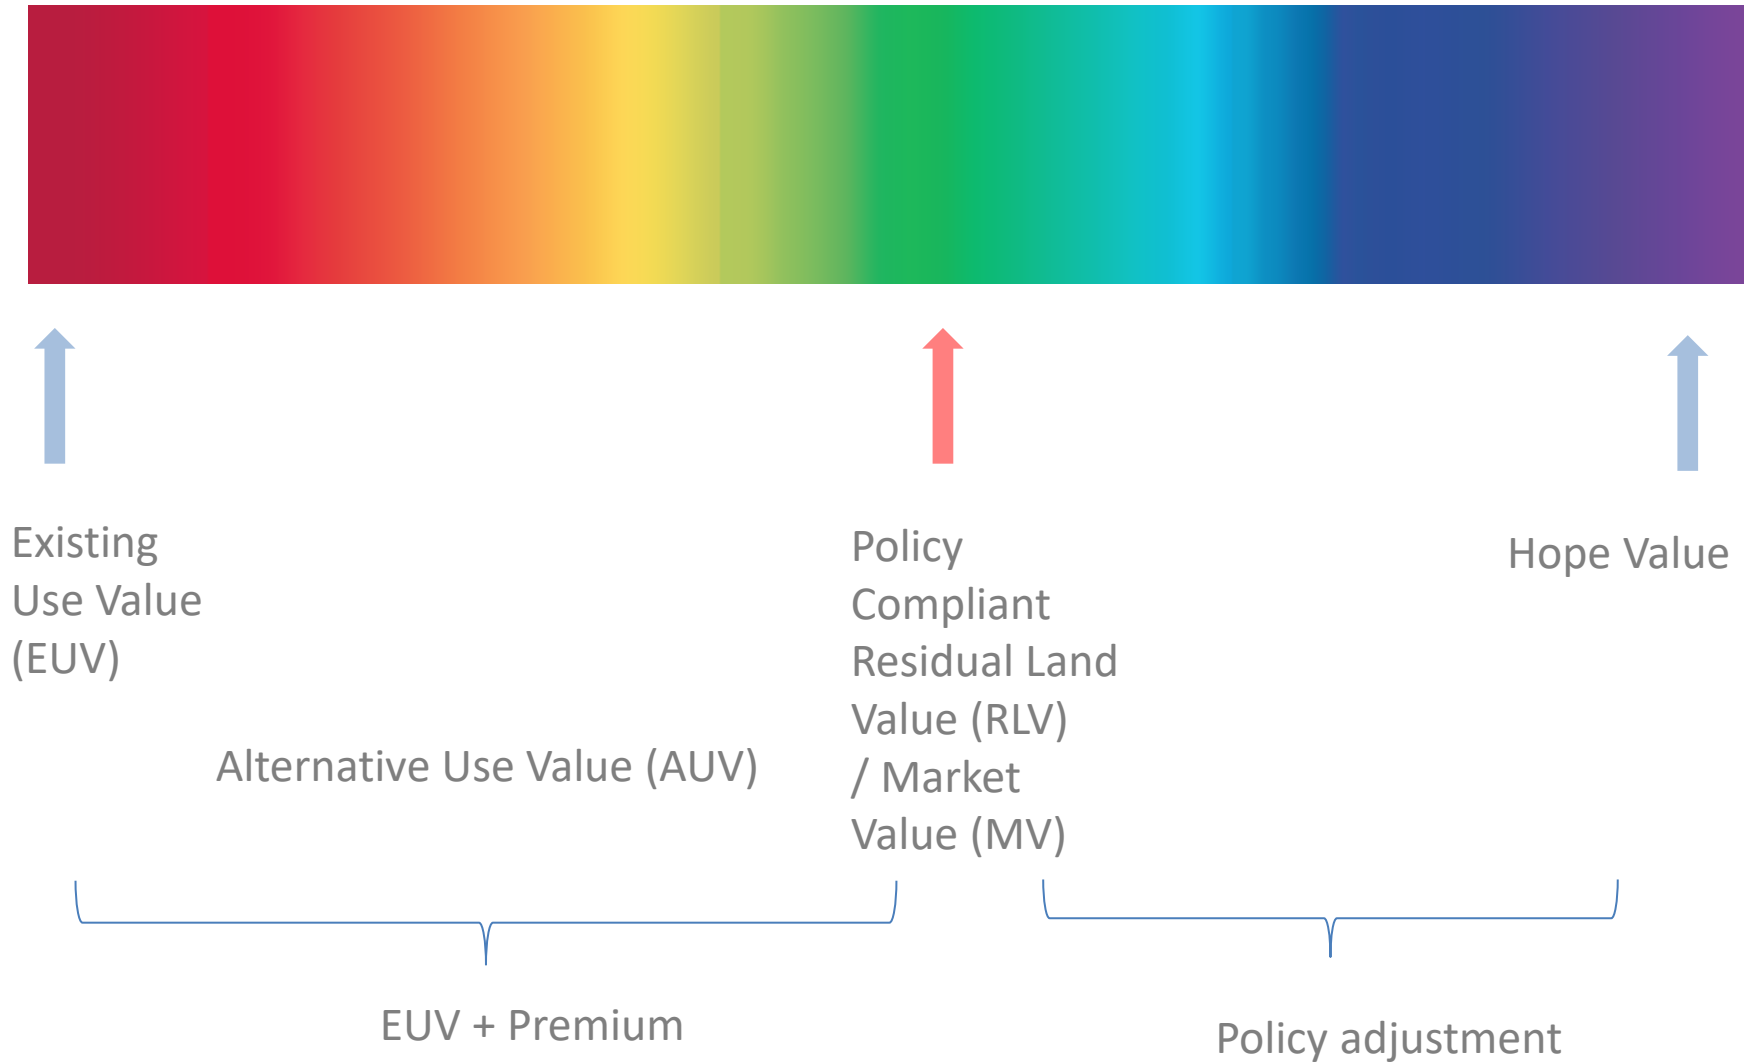 Existing
Use Value
(EUV)
Policy
Compliant
Residual Land
Value (RLV)
/ Market
Value (MV)
Hope Value
Alternative Use Value (AUV)
EUV + Premium
Policy adjustment